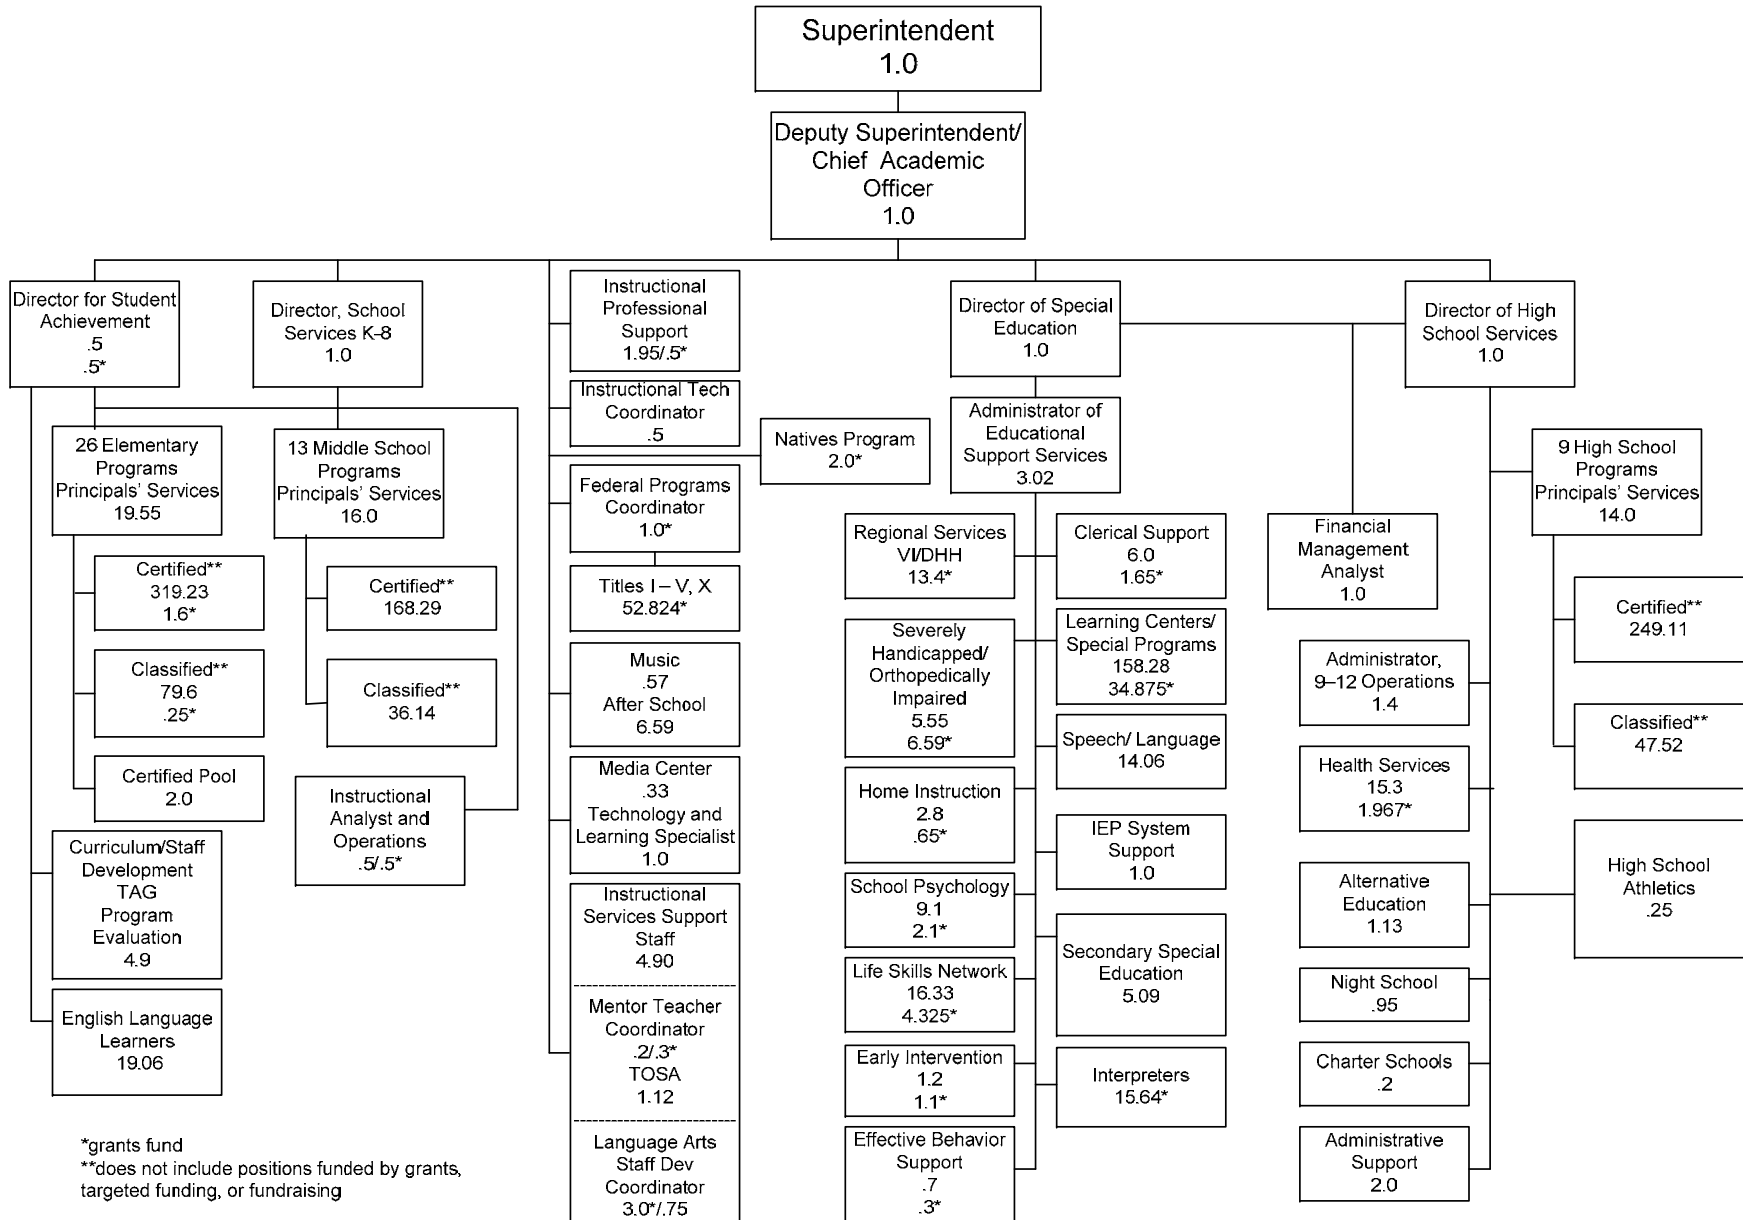 Superintendent
1.0
Deputy Superintendent/
Chief Academic
Officer
1.0
Director for Student
Achievement
.5
.5*
Director, School
Services K-8
1.0
Instructional
Professional
Support
1.95/.5*
Director of Special
Education
1.0
Director of High
School Services
1.0
26 Elementary
Programs
Principals' Services
19.55
Certified**
319.23
1.6*
Classified**
79.6
.25*
Certified Pool
2.0
Curriculum/Staff
Development
TAG
Program
Evaluation
4.9
English Language
Learners
19.06
13 Middle School
Programs
Principals' Services
16.0
Certified**
168.29
Classified**
36.14
Instructional
Analyst and
Operations
.5/.5*
Instructional Tech
Coordinator
.5
Natives Program
2.0*
Federal Programs
Coordinator
1.0*
Titles I – V, X
52.824*
Music
.57
After School
6.59
Media Center
.33
Technology and
Learning Specialist
1.0
Instructional
Services Support
Staff
4.90
Mentor Teacher
Coordinator
.2/.3*
TOSA
1.12
Language Arts
Staff Dev
Coordinator
3.0*/.75
Administrator of
Educational
Support Services
3.02
Regional Services
VI/DHH
13.4*
Clerical Support
6.0
1.65*
Severely
Handicapped/
Orthopedically
Impaired
5.55
6.59*
Learning Centers/
Special Programs
158.28
34.875*
Speech/ Language
14.06
Home Instruction
2.8
.65*
IEP System
Support
1.0
School Psychology
9.1
2.1*
Secondary Special
Education
5.09
Life Skills Network
16.33
4.325*
Early Intervention
1.2
1.1*
Interpreters
15.64*
Effective Behavior
Support
.7
.3*
Financial
Management
Analyst
1.0
9 High School
Programs
Principals' Services
14.0
Certified**
249.11
Classified**
47.52
Administrator,
9–12 Operations
1.4
Health Services
15.3
1.967*
High School
Athletics
.25
Alternative
Education
1.13
Night School
.95
Charter Schools
.2
Administrative
Support
2.0
*grants fund
**does not include positions funded by grants,
targeted funding, or fundraising